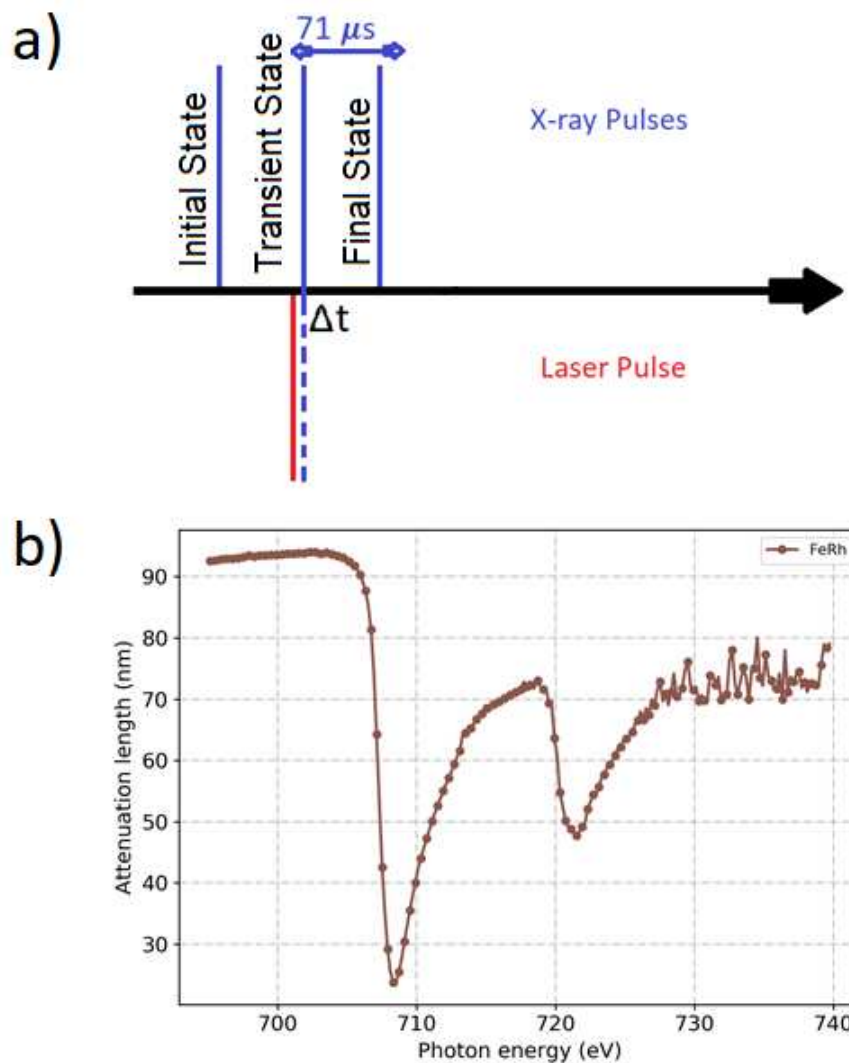 a)
71 μs
Initial State
Transient State
Final State
X-ray Pulses
Δt
Laser Pulse
b)
FeRh
Attenuation length (nm)
90
80
70
60
50
40
30
700 710 720 730 740
Photon energy (eV)